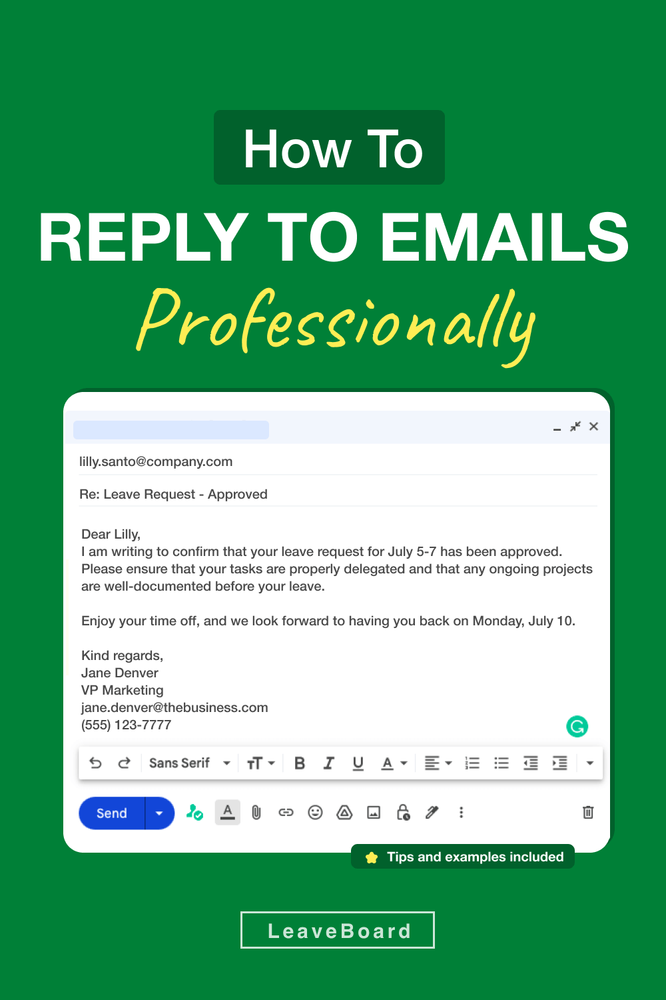 How To
REPLY TO EMAILS
Professionally
lilly.santo@company.com
Re: Leave Request - Approved
Dear Lilly,
I am writing to confirm that your leave request for July 5-7 has been approved.
Please ensure that your tasks are properly delegated and that any ongoing projects
are well-documented before your leave.
Enjoy your time off, and we look forward to having you back on Monday, July 10.
Kind regards,
Jane Denver
VP Marketing
jane.denver@thebusiness.com
(555) 123-7777
Sans Serif
Send
Tips and examples included
LeaveBoard